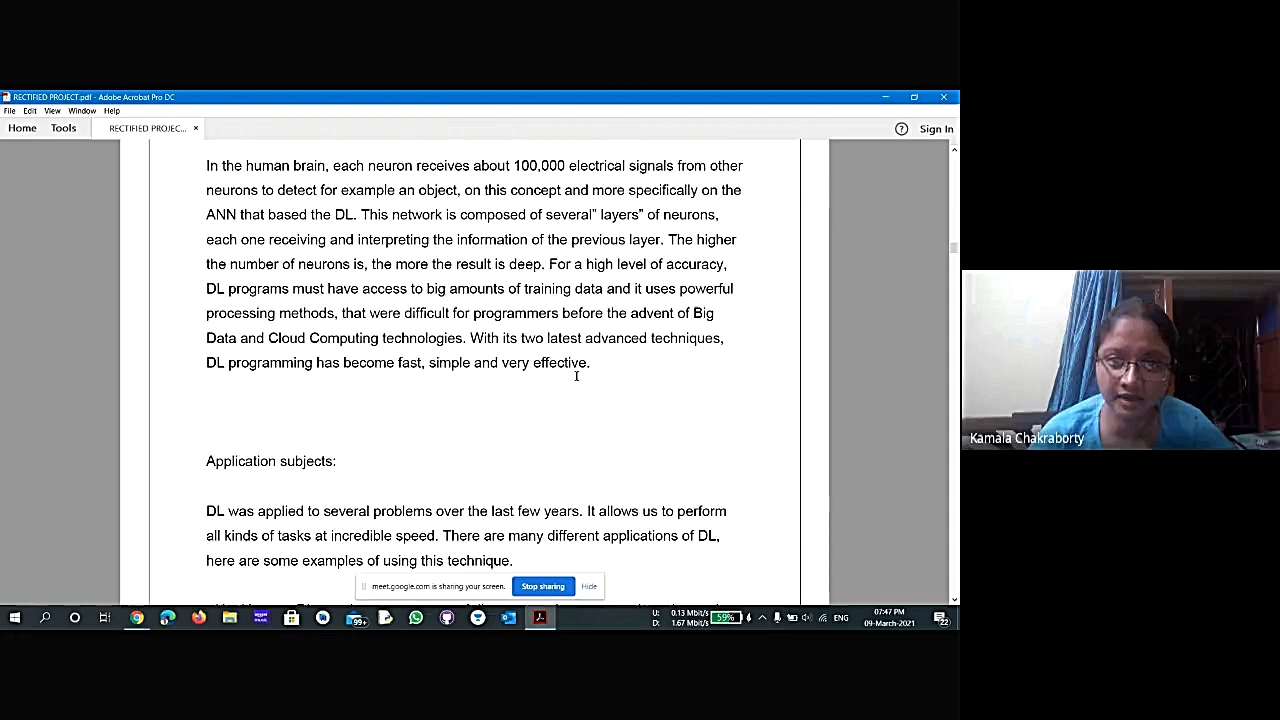 RECTIFIED PROJECT.pdf - Adobe Acrobat Pro DC
File Edit View Window Help
Home Tools RECTIFIED PROJEC... × Sign In
In the human brain, each neuron receives about 100,000 electrical signals from other
neurons to detect for example an object, on this concept and more specifically on the
ANN that based the DL. This network is composed of several” layers” of neurons,
each one receiving and interpreting the information of the previous layer. The higher
the number of neurons is, the more the result is deep. For a high level of accuracy,
DL programs must have access to big amounts of training data and it uses powerful
processing methods, that were difficult for programmers before the advent of Big
Data and Cloud Computing technologies. With its two latest advanced techniques,
DL programming has become fast, simple and very effective.
Kamala Chakraborty
Application subjects:
DL was applied to several problems over the last few years. It allows us to perform
all kinds of tasks at incredible speed. There are many different applications of DL,
here are some examples of using this technique.
meet.google.com is sharing your screen. Stop sharing Hide
99+ U: 0.13 Mbit/s 59% ENG 07:47 PM
D: 1.67 Mbit/s 09-March-2021 22